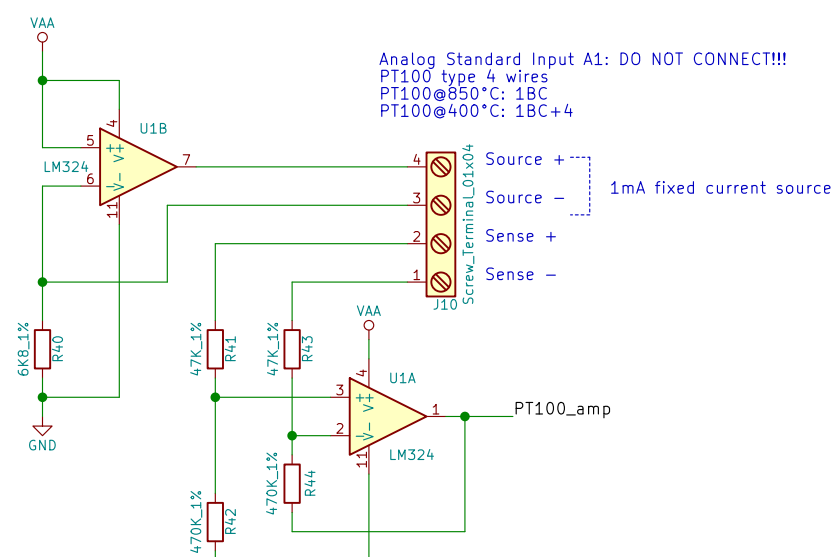 VAA
Analog Standard Input A1: DO NOT CONNECT!!!
PT100 type 4 wires
PT100@850°C: 1BC
PT100@400°C: 1BC+4
4
U1B
5
+
V+
7
LM324
6
-
V-
11
4
Source +
3
Source -
1mA fixed current source
2
Sense +
1
Sense -
Screw_Terminal_01x04
J10
VAA
6K8_1%
R40
47K_1%
R41
47K_1%
R43
4
U1A
3
+
V+
1
PT100_amp
2
-
V-
11
LM324
GND
470K_1%
R44
470K_1%
R42